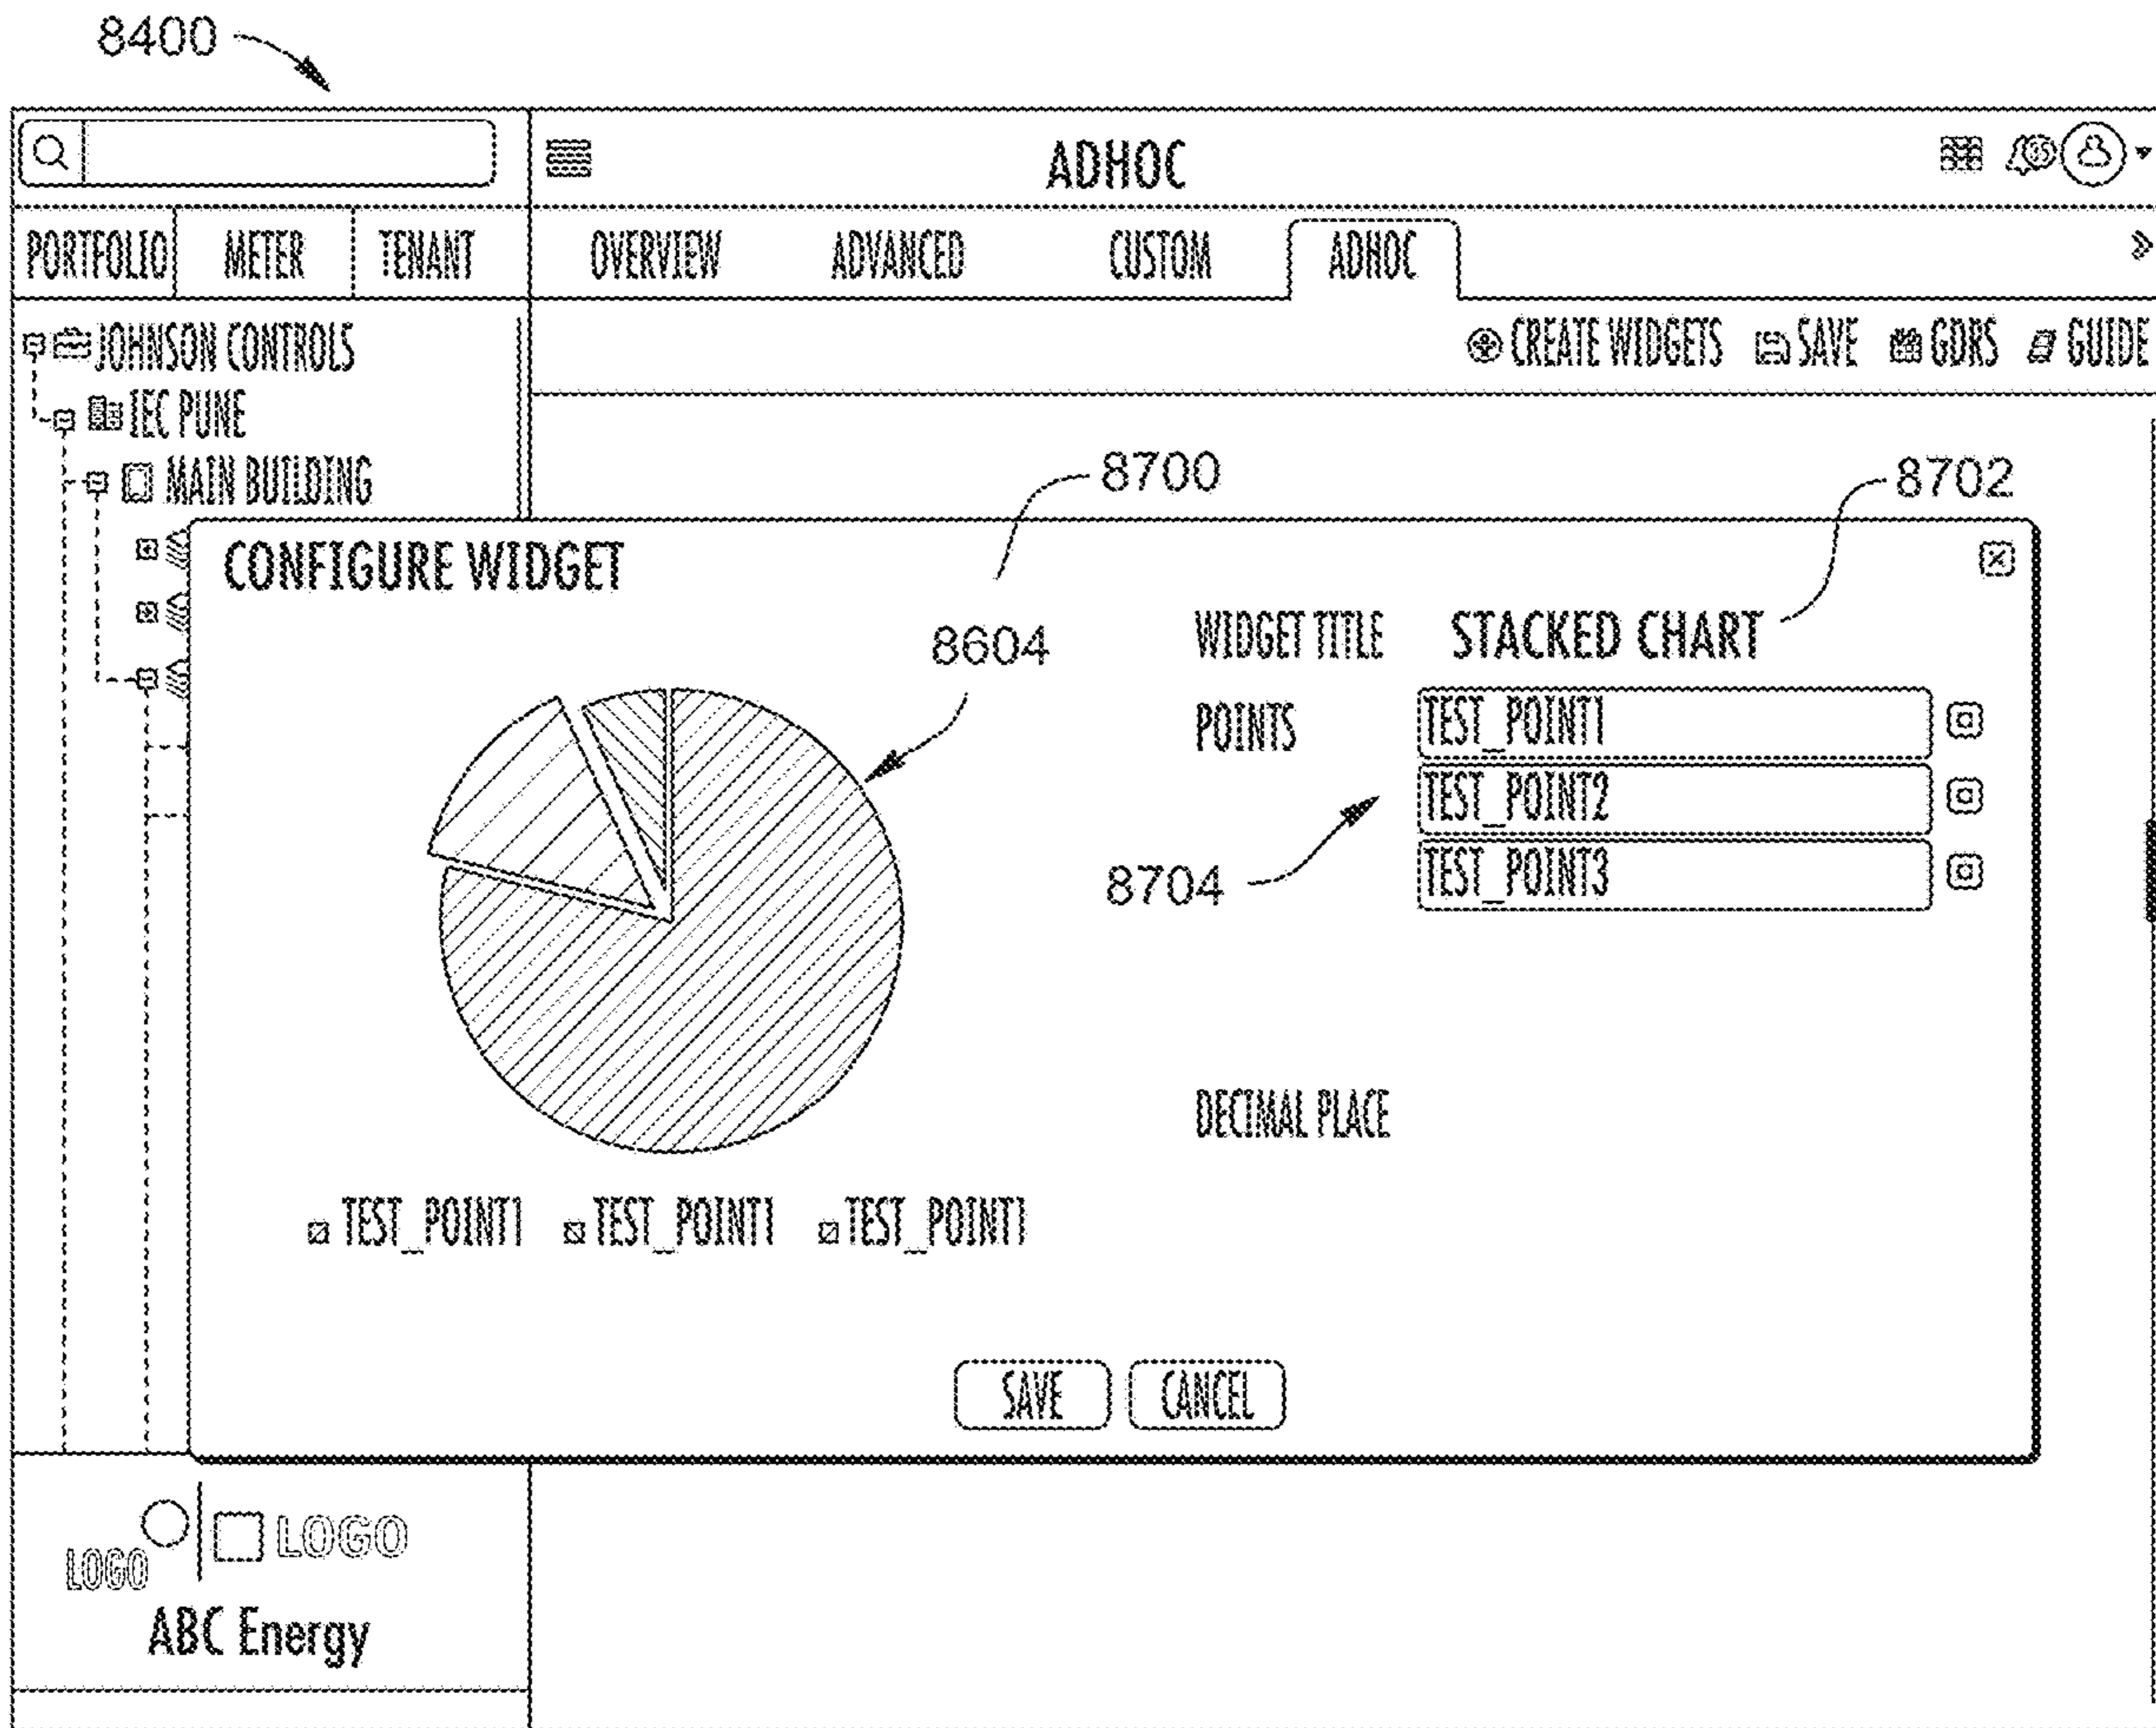 8400
ADHOC
PORTFOLIO METER TENANT
OVERVIEW ADVANCED CUSTOM ADHOC
CREATE WIDGETS SAVE GDRS GUIDE
JOHNSON CONTROLS
IEC PUNE
MAIN BUILDING
8700
8702
CONFIGURE WIDGET
8604
WIDGET TITLE STACKED CHART
POINTS
TEST_POINT1
TEST_POINT2
TEST_POINT3
8704
DECIMAL PLACE
TEST_POINT1 TEST_POINT1 TEST_POINT1
SAVE CANCEL
LOGO LOGO
ABC Energy